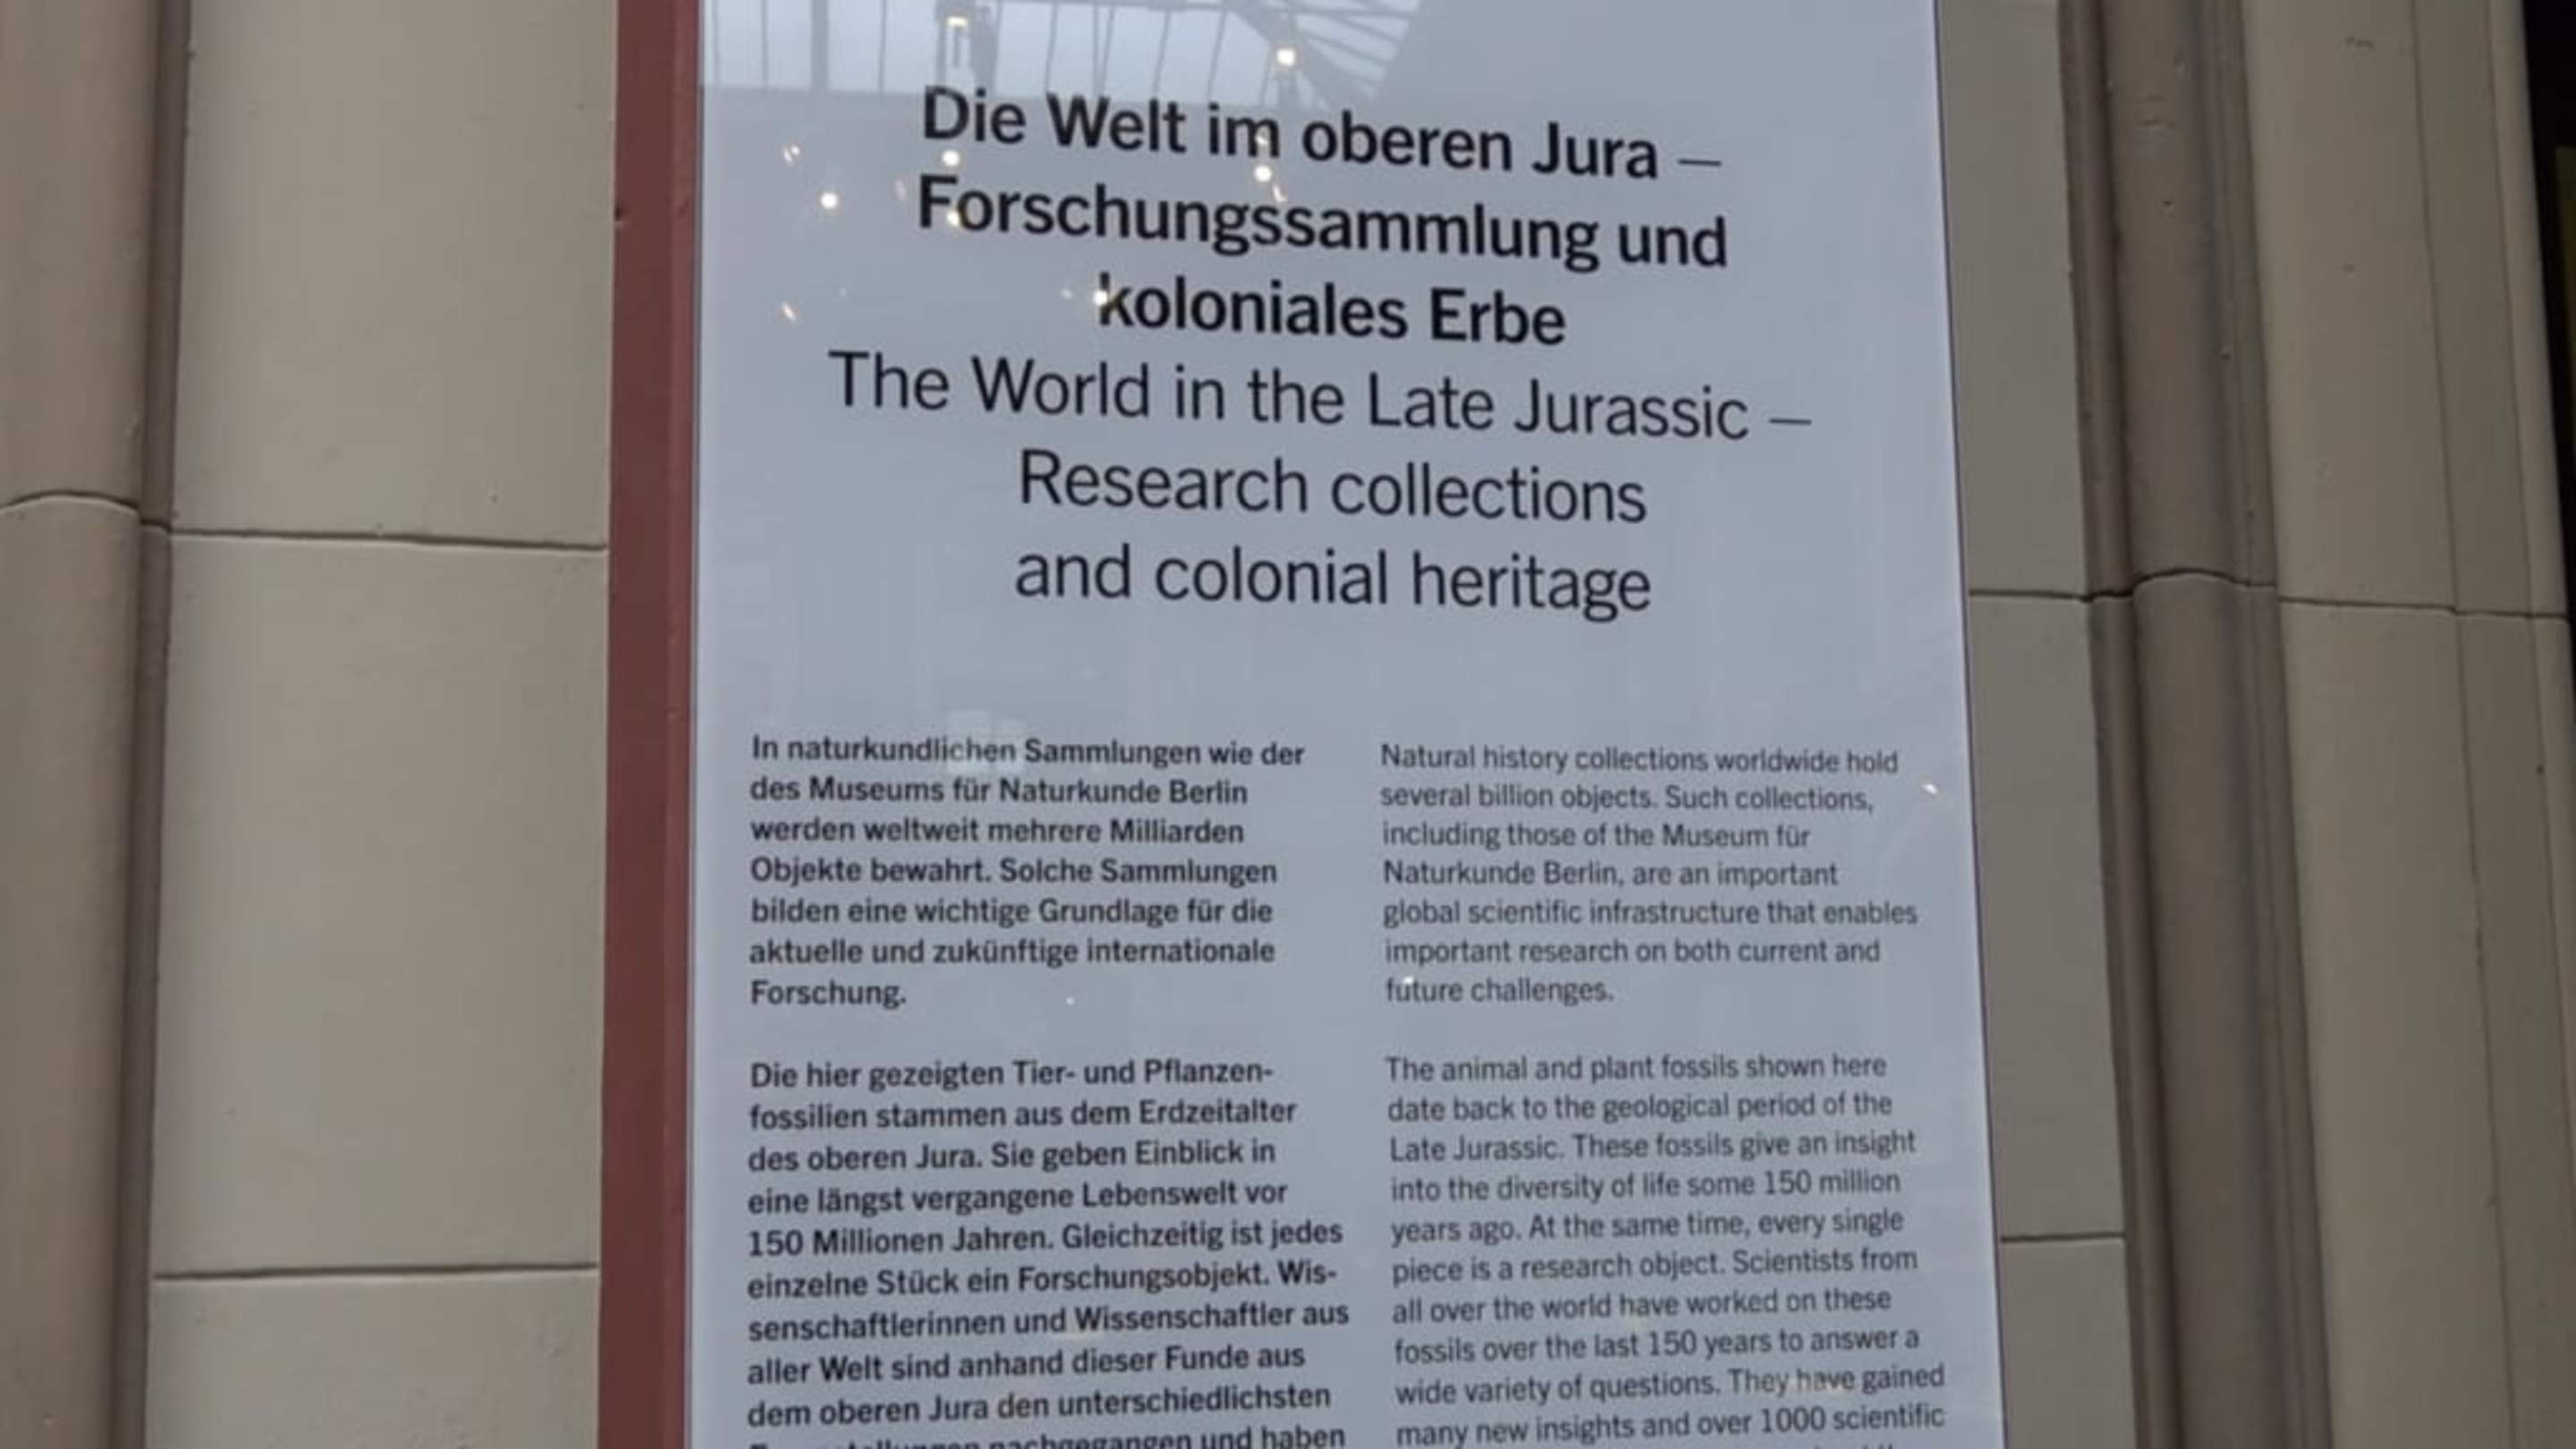 Die Welt im oberen Jura –
Forschungssammlung und
koloniales Erbe
The World in the Late Jurassic –
Research collections
and colonial heritage
In naturkundlichen Sammlungen wie der
des Museums für Naturkunde Berlin
werden weltweit mehrere Milliarden
Objekte bewahrt. Solche Sammlungen
bilden eine wichtige Grundlage für die
aktuelle und zukünftige internationale
Forschung.
Die hier gezeigten Tier- und Pflanzen-
fossilien stammen aus dem Erdzeitalter
des oberen Jura. Sie geben Einblick in
eine längst vergangene Lebenswelt vor
150 Millionen Jahren. Gleichzeitig ist jedes
einzelne Stück ein Forschungsobjekt. Wis-
senschaftlerinnen und Wissenschaftler aus
aller Welt sind anhand dieser Funde aus
dem oberen Jura den unterschiedlichsten
nachgegangen und haben
Natural history collections worldwide hold
several billion objects. Such collections,
including those of the Museum für
Naturkunde Berlin, are an important
global scientific infrastructure that enables
important research on both current and
future challenges.
The animal and plant fossils shown here
date back to the geological period of the
Late Jurassic. These fossils give an insight
into the diversity of life some 150 million
years ago. At the same time, every single
piece is a research object. Scientists from
all over the world have worked on these
fossils over the last 150 years to answer a
wide variety of questions. They have gained
many new insights and over 1000 scientific